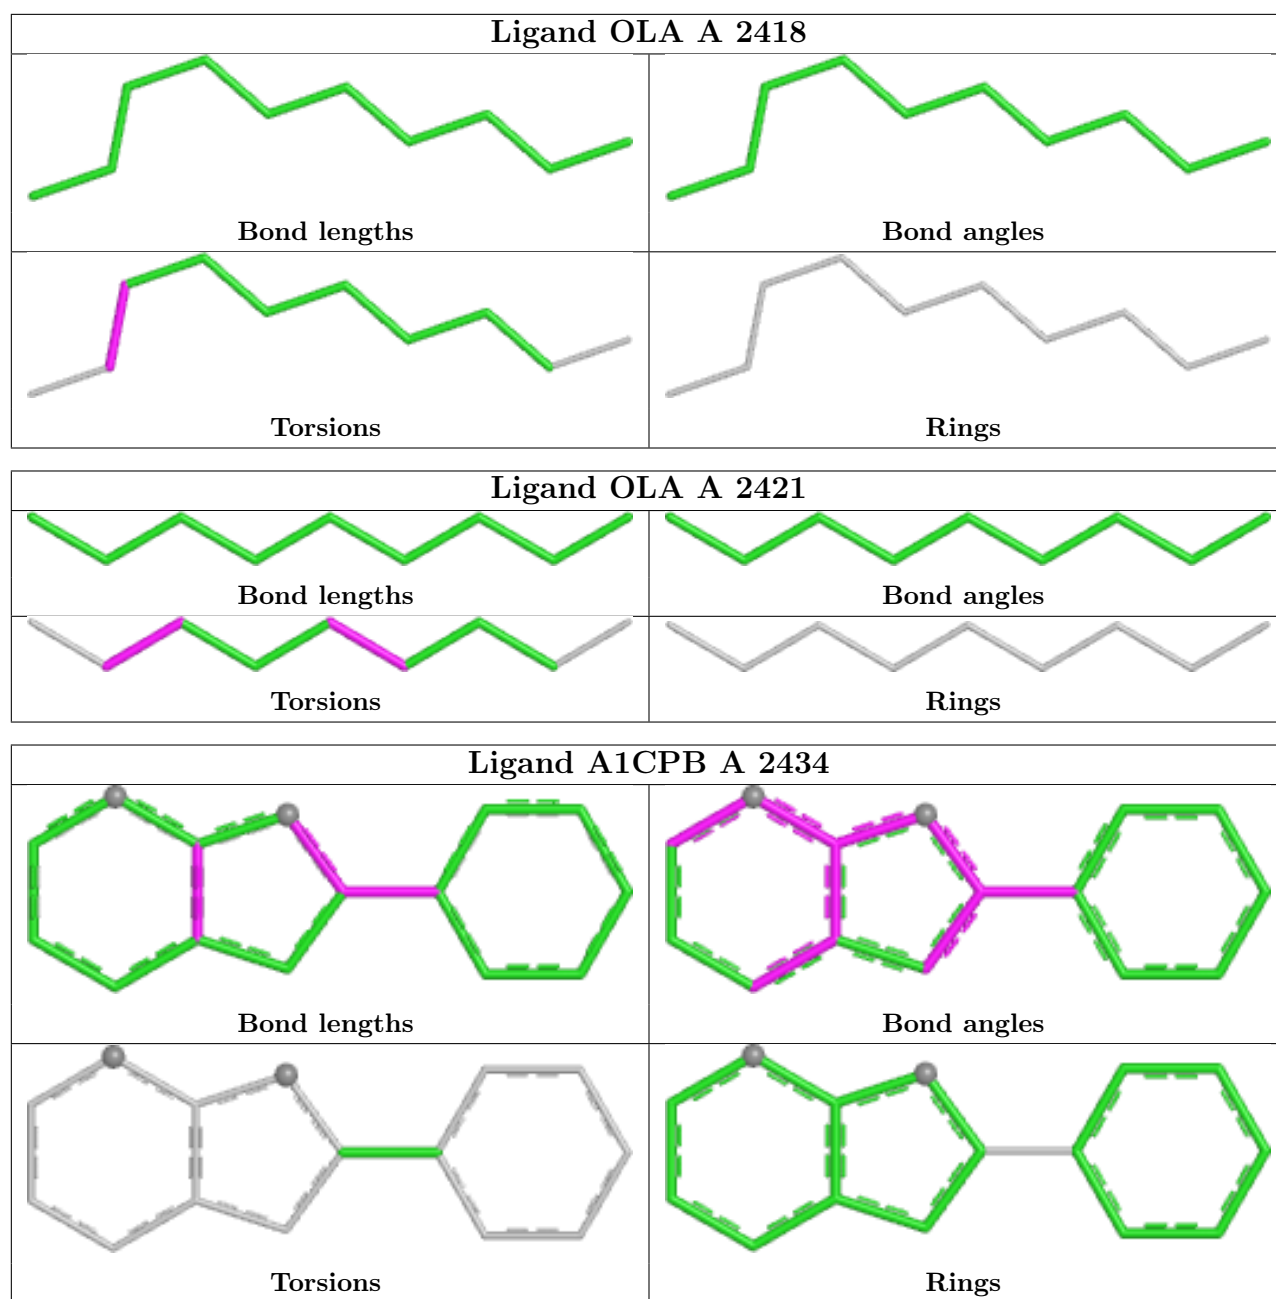 Ligand OLA A 2418
Bond lengths
Bond angles
Torsions
Rings
Ligand OLA A 2421
Bond lengths
Bond angles
Torsions
Rings
Ligand A1CPB A 2434
Bond lengths
Bond angles
Torsions
Rings